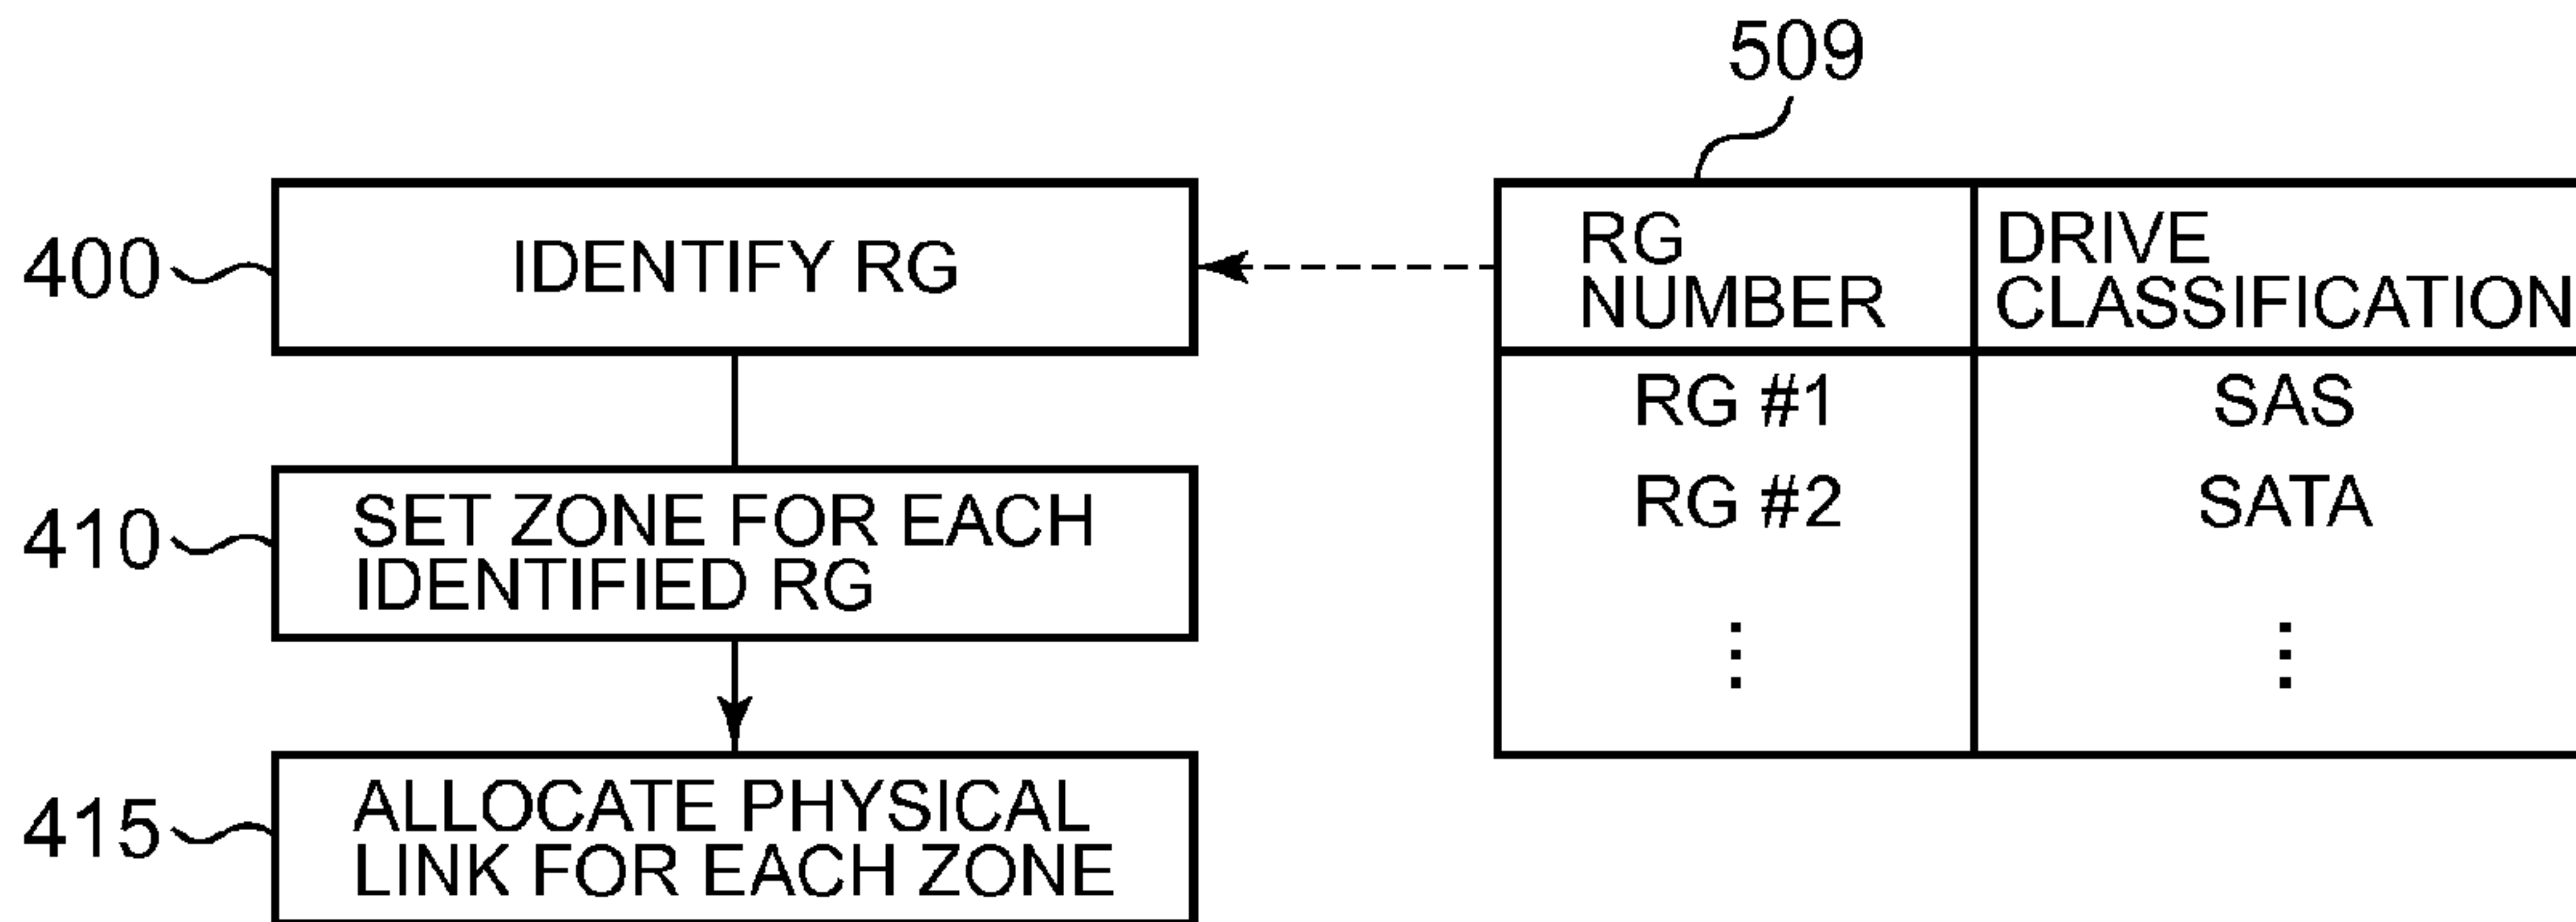 509
400
IDENTIFY RG
RG
NUMBER
DRIVE
CLASSIFICATION
RG #1
SAS
RG #2
SATA
410
SET ZONE FOR EACH
IDENTIFIED RG
415
ALLOCATE PHYSICAL
LINK FOR EACH ZONE